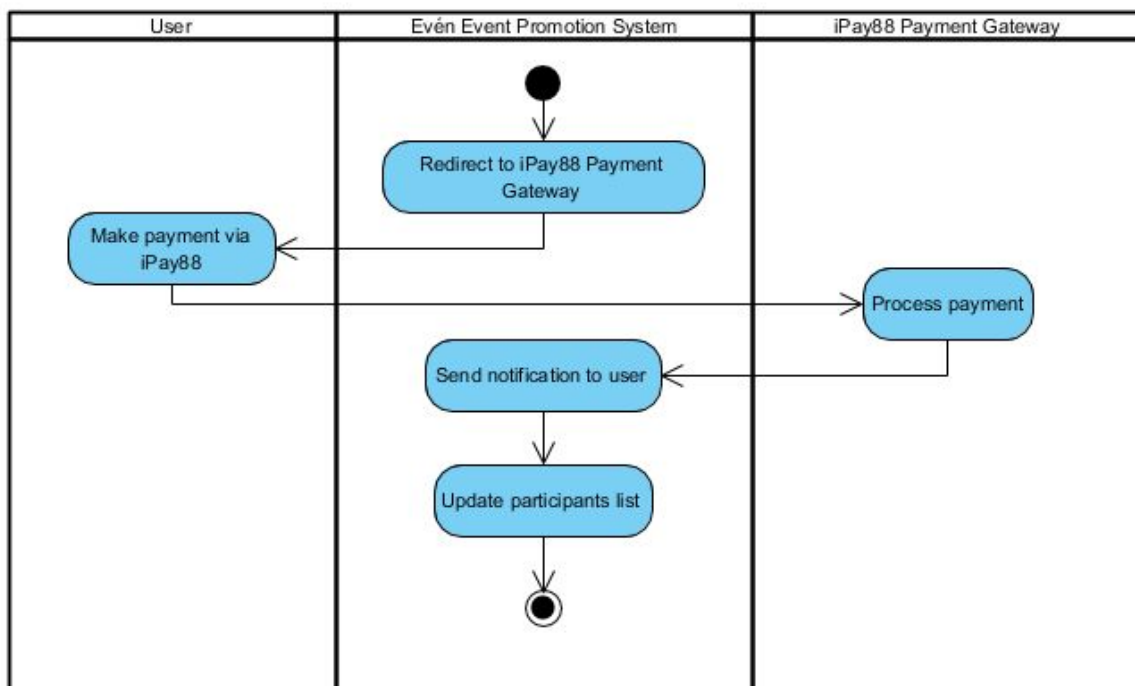 User
Evén Event Promotion System
iPay88 Payment Gateway
Redirect to iPay88 Payment
Gateway
Make payment via
iPay88
Process payment
Send notification to user
Update participants list